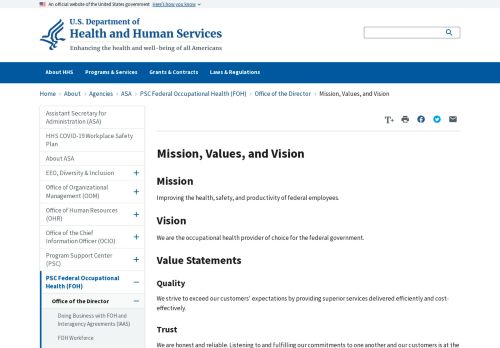 An official website of the United States government Here's how you know
U.S. Department of
Health and Human Services
Enhancing the health and well-being of all Americans
About HHS Programs & Services Grants & Contracts Laws & Regulations
Home › About › Agencies › ASA › PSC Federal Occupational Health (FOH) › Office of the Director › Mission, Values, and Vision
Assistant Secretary for
Administration (ASA)
HHS COVID-19 Workplace Safety
Plan
About ASA
EEO, Diversity & Inclusion +
Office of Organizational
Management (OOM) +
Office of Human Resources
(OHR) +
Office of the Chief
Information Officer (OCIO) +
Program Support Center
(PSC) +
PSC Federal Occupational
Health (FOH) −
Office of the Director −
Doing Business with FOH and
Interagency Agreements (IAAS)
FOH Workforce
T+
Mission, Values, and Vision
Mission
Improving the health, safety, and productivity of federal employees.
Vision
We are the occupational health provider of choice for the federal government.
Value Statements
Quality
We strive to exceed our customers' expectations by providing superior services delivered efficiently and cost-
effectively.
Trust
We are honest and reliable. Listening to and fulfilling our commitments to one another and our customers is at the